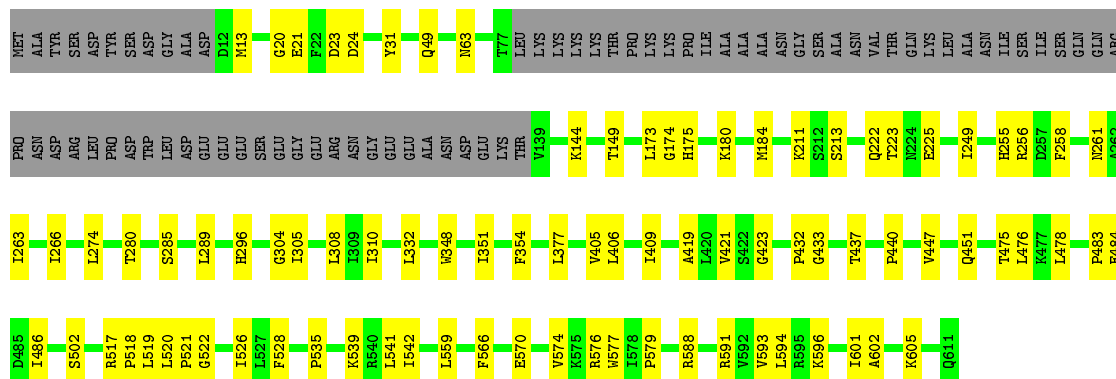 MET ALA TYR SER ASP TYR SER ASP GLY ALA ASP D12 M13 G20 E21 F22 D23 D24 Y31 Q49 N63 T77 LEU LYS LYS LYS LYS THR PRO LYS LYS PRO ILE ALA ALA ALA ASN GLY SER ALA ASN VAL THR GLN LYS LEU ALA ASN ILE SER ILE SER GLN GLN ARG
PRO ASN ASP ARG LEU PRO ASP TRP LEU ASP GLU GLU GLU SER GLU GLY GLU ARG ASN GLY GLU GLU ALA ASN ASP GLU LYS THR V139 K144 T149 L173 G174 H175 K180 M184 K211 S212 S213 Q222 T223 N224 E225 I249 H255 R256 D257 F258 N261 A262
I263 I266 L274 T280 S285 L289 H296 G304 I305 L308 I309 I310 L332 W348 I351 F354 L377 V405 L406 I409 A419 L420 V421 S422 G423 P432 G433 T437 P440 V447 Q451 T475 L476 K477 L478 P483 E484
D485 I486 S502 R517 P518 L519 L520 P521 G522 I526 L527 F528 P535 K539 R540 L541 I542 L559 F566 E570 V574 K575 R576 W577 I578 P579 R588 R591 V592 V593 L594 R595 K596 I601 A602 K605 Q611